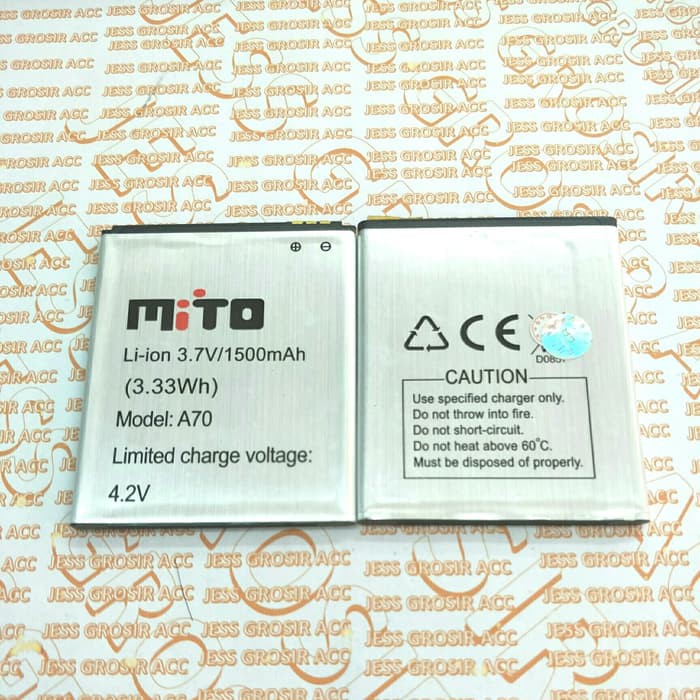 MiTO
Li-ion 3.7V/1500mAh
(3.33Wh)
Model: A70
Limited charge voltage:
4.2V
CE
CAUTION
Use specified charger only.
Do not throw into fire.
Do not short-circuit.
Do not heat above 60°C.
Must be disposed of properly.
JESS GROSIR ACC